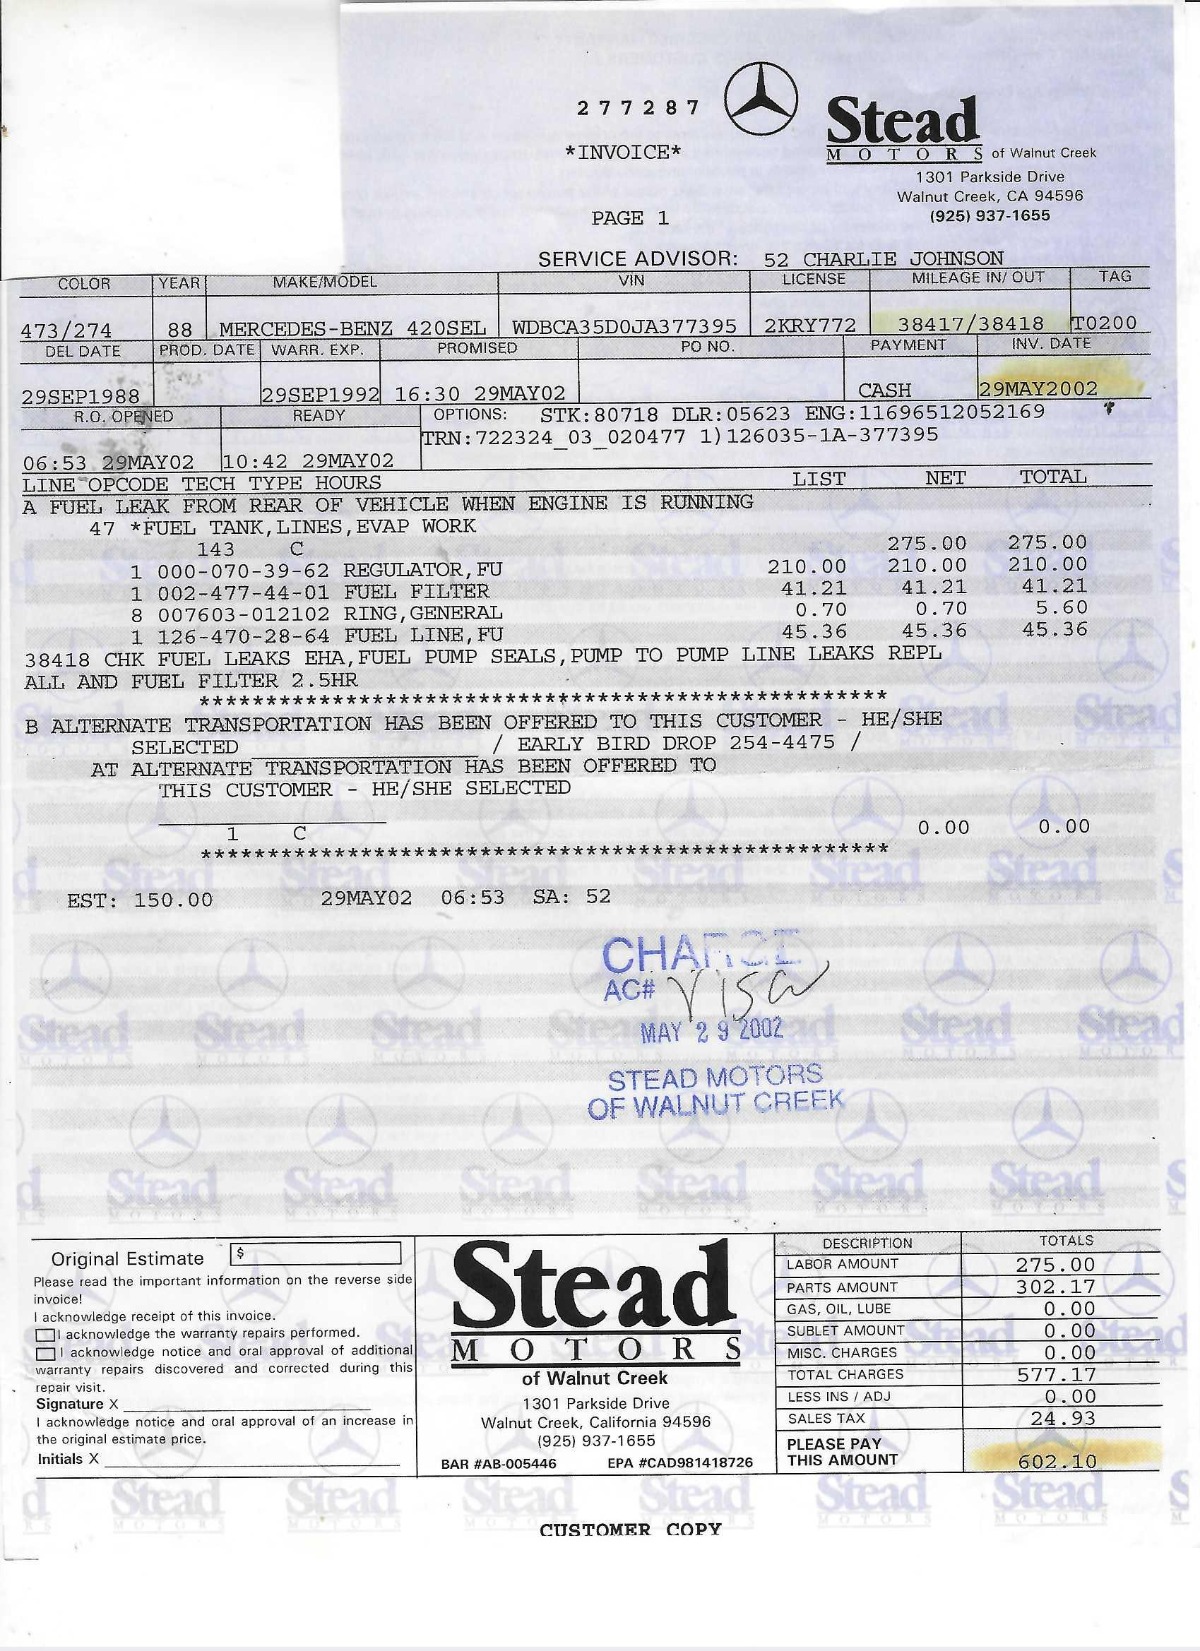 277287
*INVOICE*
Stead
MOTORS of Walnut Creek
1301 Parkside Drive
Walnut Creek, CA 94596
(925) 937-1655
PAGE 1
SERVICE ADVISOR: 52 CHARLIE JOHNSON
COLOR YEAR MAKE/MODEL VIN LICENSE MILEAGE IN/ OUT TAG
473/274 88 MERCEDES-BENZ 420SEL WDBCA35D0JA377395 2KRY772 38417/38418 T0200
DEL DATE PROD. DATE WARR. EXP. PROMISED PO NO. PAYMENT INV. DATE
29SEP1988 29SEP1992 16:30 29MAY02 CASH 29MAY2002
R.O. OPENED READY OPTIONS: STK:80718 DLR:05623 ENG:11696512052169
TRN:722324_03_020477 1)126035-1A-377395
06:53 29MAY02 10:42 29MAY02
LINE OPCODE TECH TYPE HOURS LIST NET TOTAL
A FUEL LEAK FROM REAR OF VEHICLE WHEN ENGINE IS RUNNING
47 *FUEL TANK,LINES,EVAP WORK
143 C 275.00 275.00
1 000-070-39-62 REGULATOR,FU 210.00 210.00 210.00
1 002-477-44-01 FUEL FILTER 41.21 41.21 41.21
8 007603-012102 RING,GENERAL 0.70 0.70 5.60
1 126-470-28-64 FUEL LINE,FU 45.36 45.36 45.36
38418 CHK FUEL LEAKS EHA,FUEL PUMP SEALS,PUMP TO PUMP LINE LEAKS REPL
ALL AND FUEL FILTER 2.5HR
****************************************************
B ALTERNATE TRANSPORTATION HAS BEEN OFFERED TO THIS CUSTOMER - HE/SHE
SELECTED__________________ / EARLY BIRD DROP 254-4475 /
AT ALTERNATE TRANSPORTATION HAS BEEN OFFERED TO
THIS CUSTOMER - HE/SHE SELECTED
_________________
1 C 0.00 0.00
****************************************************
EST: 150.00 29MAY02 06:53 SA: 52
CHARGE
AC# Visa
MAY 29 2002
STEAD MOTORS
OF WALNUT CREEK
Original Estimate $
Please read the important information on the reverse side
invoice!
I acknowledge receipt of this invoice.
I acknowledge the warranty repairs performed.
I acknowledge notice and oral approval of additional
warranty repairs discovered and corrected during this
repair visit.
Signature X
I acknowledge notice and oral approval of an increase in
the original estimate price.
Initials X
Stead
MOTORS
of Walnut Creek
1301 Parkside Drive
Walnut Creek, California 94596
(925) 937-1655
BAR #AB-005446 EPA #CAD981418726
DESCRIPTION TOTALS
LABOR AMOUNT 275.00
PARTS AMOUNT 302.17
GAS, OIL, LUBE 0.00
SUBLET AMOUNT 0.00
MISC. CHARGES 0.00
TOTAL CHARGES 577.17
LESS INS / ADJ 0.00
SALES TAX 24.93
PLEASE PAY
THIS AMOUNT 602.10
CUSTOMER COPY